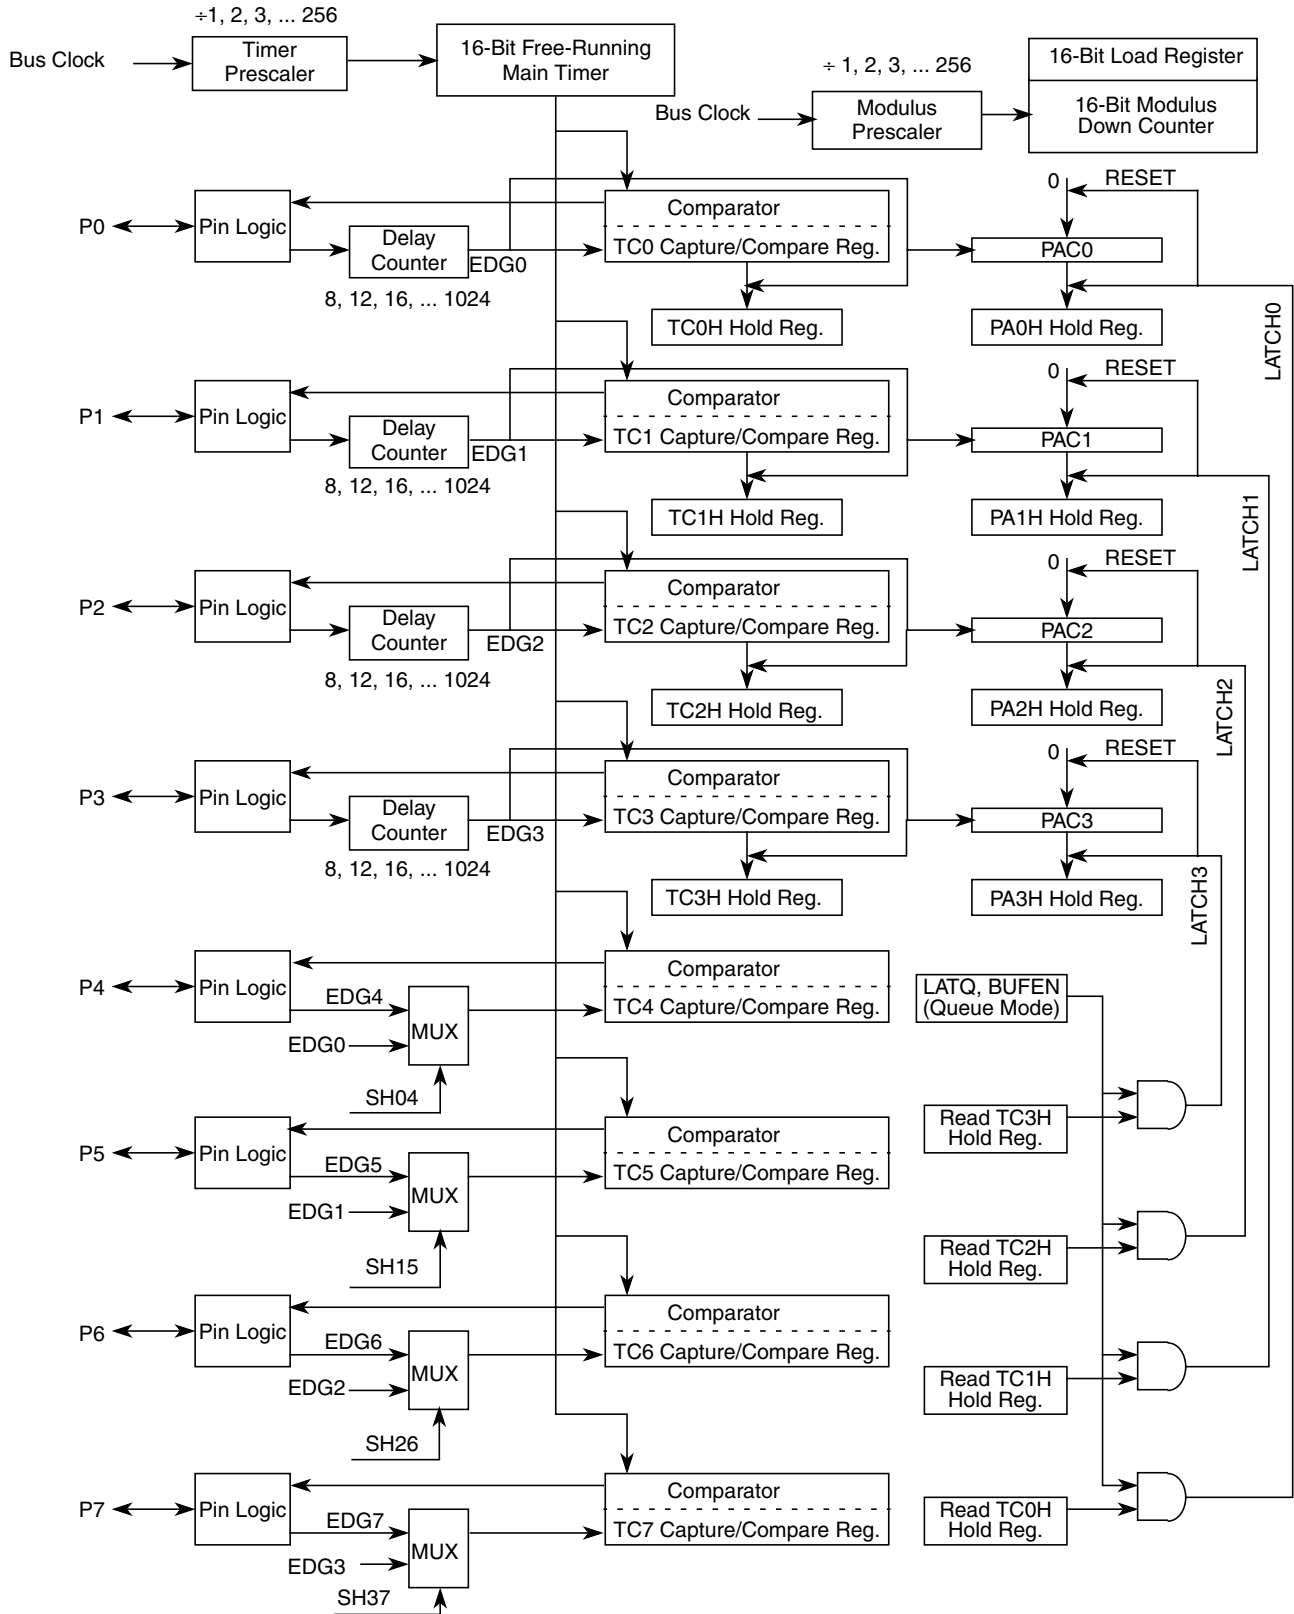 ÷1, 2, 3, ... 256
Bus Clock
Timer
Prescaler
16-Bit Free-Running
Main Timer
÷ 1, 2, 3, ... 256
Bus Clock
Modulus
Prescaler
16-Bit Load Register
16-Bit Modulus
Down Counter
P0
Pin Logic
Delay
Counter
8, 12, 16, ... 1024
EDG0
Comparator
TC0 Capture/Compare Reg.
TC0H Hold Reg.
0
RESET
PAC0
PA0H Hold Reg.
LATCH0
P1
Pin Logic
Delay
Counter
8, 12, 16, ... 1024
EDG1
Comparator
TC1 Capture/Compare Reg.
TC1H Hold Reg.
0
RESET
PAC1
PA1H Hold Reg.
LATCH1
P2
Pin Logic
Delay
Counter
8, 12, 16, ... 1024
EDG2
Comparator
TC2 Capture/Compare Reg.
TC2H Hold Reg.
0
RESET
PAC2
PA2H Hold Reg.
LATCH2
P3
Pin Logic
Delay
Counter
8, 12, 16, ... 1024
EDG3
Comparator
TC3 Capture/Compare Reg.
TC3H Hold Reg.
0
RESET
PAC3
PA3H Hold Reg.
LATCH3
P4
Pin Logic
EDG4
EDG0
MUX
SH04
Comparator
TC4 Capture/Compare Reg.
LATQ, BUFEN
(Queue Mode)
Read TC3H
Hold Reg.
P5
Pin Logic
EDG5
EDG1
MUX
SH15
Comparator
TC5 Capture/Compare Reg.
Read TC2H
Hold Reg.
P6
Pin Logic
EDG6
EDG2
MUX
SH26
Comparator
TC6 Capture/Compare Reg.
Read TC1H
Hold Reg.
P7
Pin Logic
EDG7
EDG3
MUX
SH37
Comparator
TC7 Capture/Compare Reg.
Read TC0H
Hold Reg.